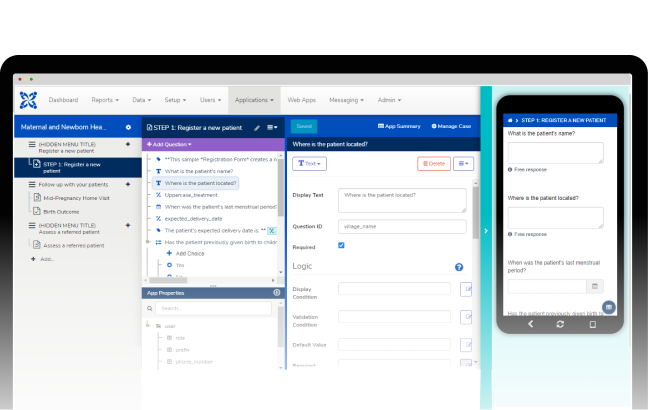 Dashboard Reports Data Setup Users Applications Web Apps Messaging Admin
Maternal and Newborn Hea...
(HIDDEN MENU TITLE)
Register a new patient
STEP 1: Register a new
patient
Follow up with your patients
Mid-Pregnancy Home Visit
Birth Outcome
(HIDDEN MENU TITLE)
Assess a referred patient
Assess a referred patient
Add...
STEP 1: Register a new patient
Add Question
**This sample "Registration Form" creates a n
What is the patient's name?
Where is the patient located?
Uppercase_treatment
When was the patient's last menstrual period?
expected_delivery_date
The patient's expected delivery date is: **
Has the patient previously given birth to childr
Add Choice
Yes
App Properties
Search...
user
role
prefix
phone_number
Saved
App Summary
Manage Case
Where is the patient located?
Text
Delete
Display Text
Where is the patient located?
Question ID
village_name
Required
Logic
Display
Condition
Validation
Condition
Default Value
Required
STEP 1: REGISTER A NEW PATIENT
What is the patient's name?
Free response
Where is the patient located?
Free response
When was the patient's last menstrual
period?
Has the patient previously given birth to